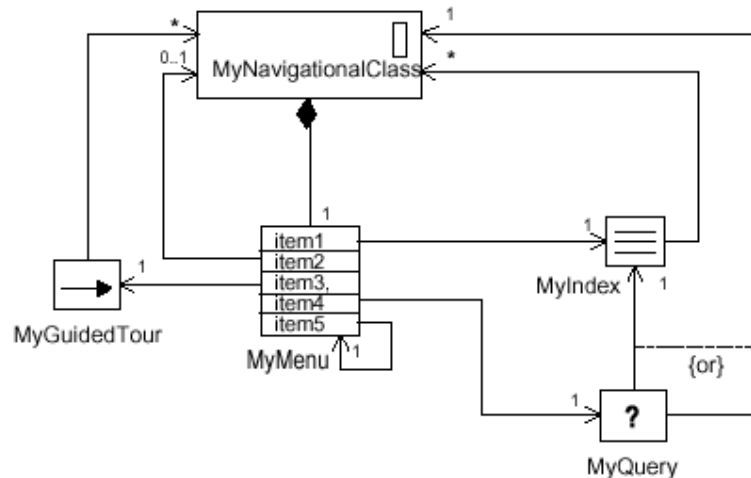 * 1
0..1 *
MyNavigationalClass
1
item1 1
item2
1 item3,
item4
item5
MyIndex 1
MyGuidedTour
MyMenu 1
{or}
1 ?
MyQuery